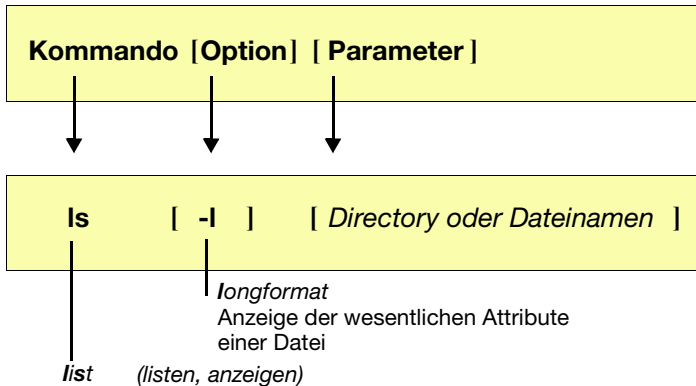 Kommando [Option] [ Parameter ]
ls [ -l ] [ Directory oder Dateinamen ]
longformat
Anzeige der wesentlichen Attribute
einer Datei
list (listen, anzeigen)